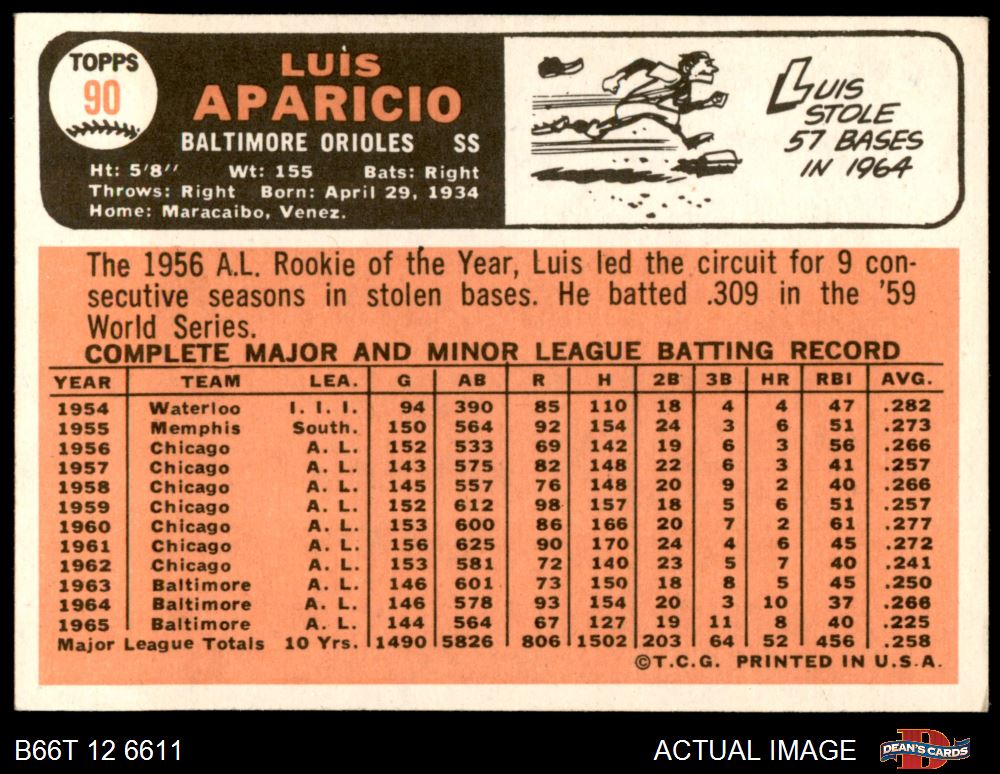 TOPPS
90
LUIS
APARICIO
BALTIMORE ORIOLES SS
Ht: 5'8" Wt: 155 Bats: Right
Throws: Right Born: April 29, 1934
Home: Maracaibo, Venez.
LUIS
STOLE
57 BASES
IN 1964
The 1956 A.L. Rookie of the Year, Luis led the circuit for 9 con-
secutive seasons in stolen bases. He batted .309 in the '59
World Series.
COMPLETE MAJOR AND MINOR LEAGUE BATTING RECORD
YEAR TEAM LEA. G AB R H 2B 3B HR RBI AVG.
1954 Waterloo I. I. I. 94 390 85 110 18 4 4 47 .282
1955 Memphis South. 150 564 92 154 24 3 6 51 .273
1956 Chicago A. L. 152 533 69 142 19 6 3 56 .266
1957 Chicago A. L. 143 575 82 148 22 6 3 41 .257
1958 Chicago A. L. 145 557 76 148 20 9 2 40 .266
1959 Chicago A. L. 152 612 98 157 18 5 6 51 .257
1960 Chicago A. L. 153 600 86 166 20 7 2 61 .277
1961 Chicago A. L. 156 625 90 170 24 4 6 45 .272
1962 Chicago A. L. 153 581 72 140 23 5 7 40 .241
1963 Baltimore A. L. 146 601 73 150 18 8 5 45 .250
1964 Baltimore A. L. 146 578 93 154 20 3 10 37 .266
1965 Baltimore A. L. 144 564 67 127 19 11 8 40 .225
Major League Totals 10 Yrs. 1490 5826 806 1502 203 64 52 456 .258
©T.C.G. PRINTED IN U.S.A.
B66T 12 6611 ACTUAL IMAGE DEAN'S CARDS